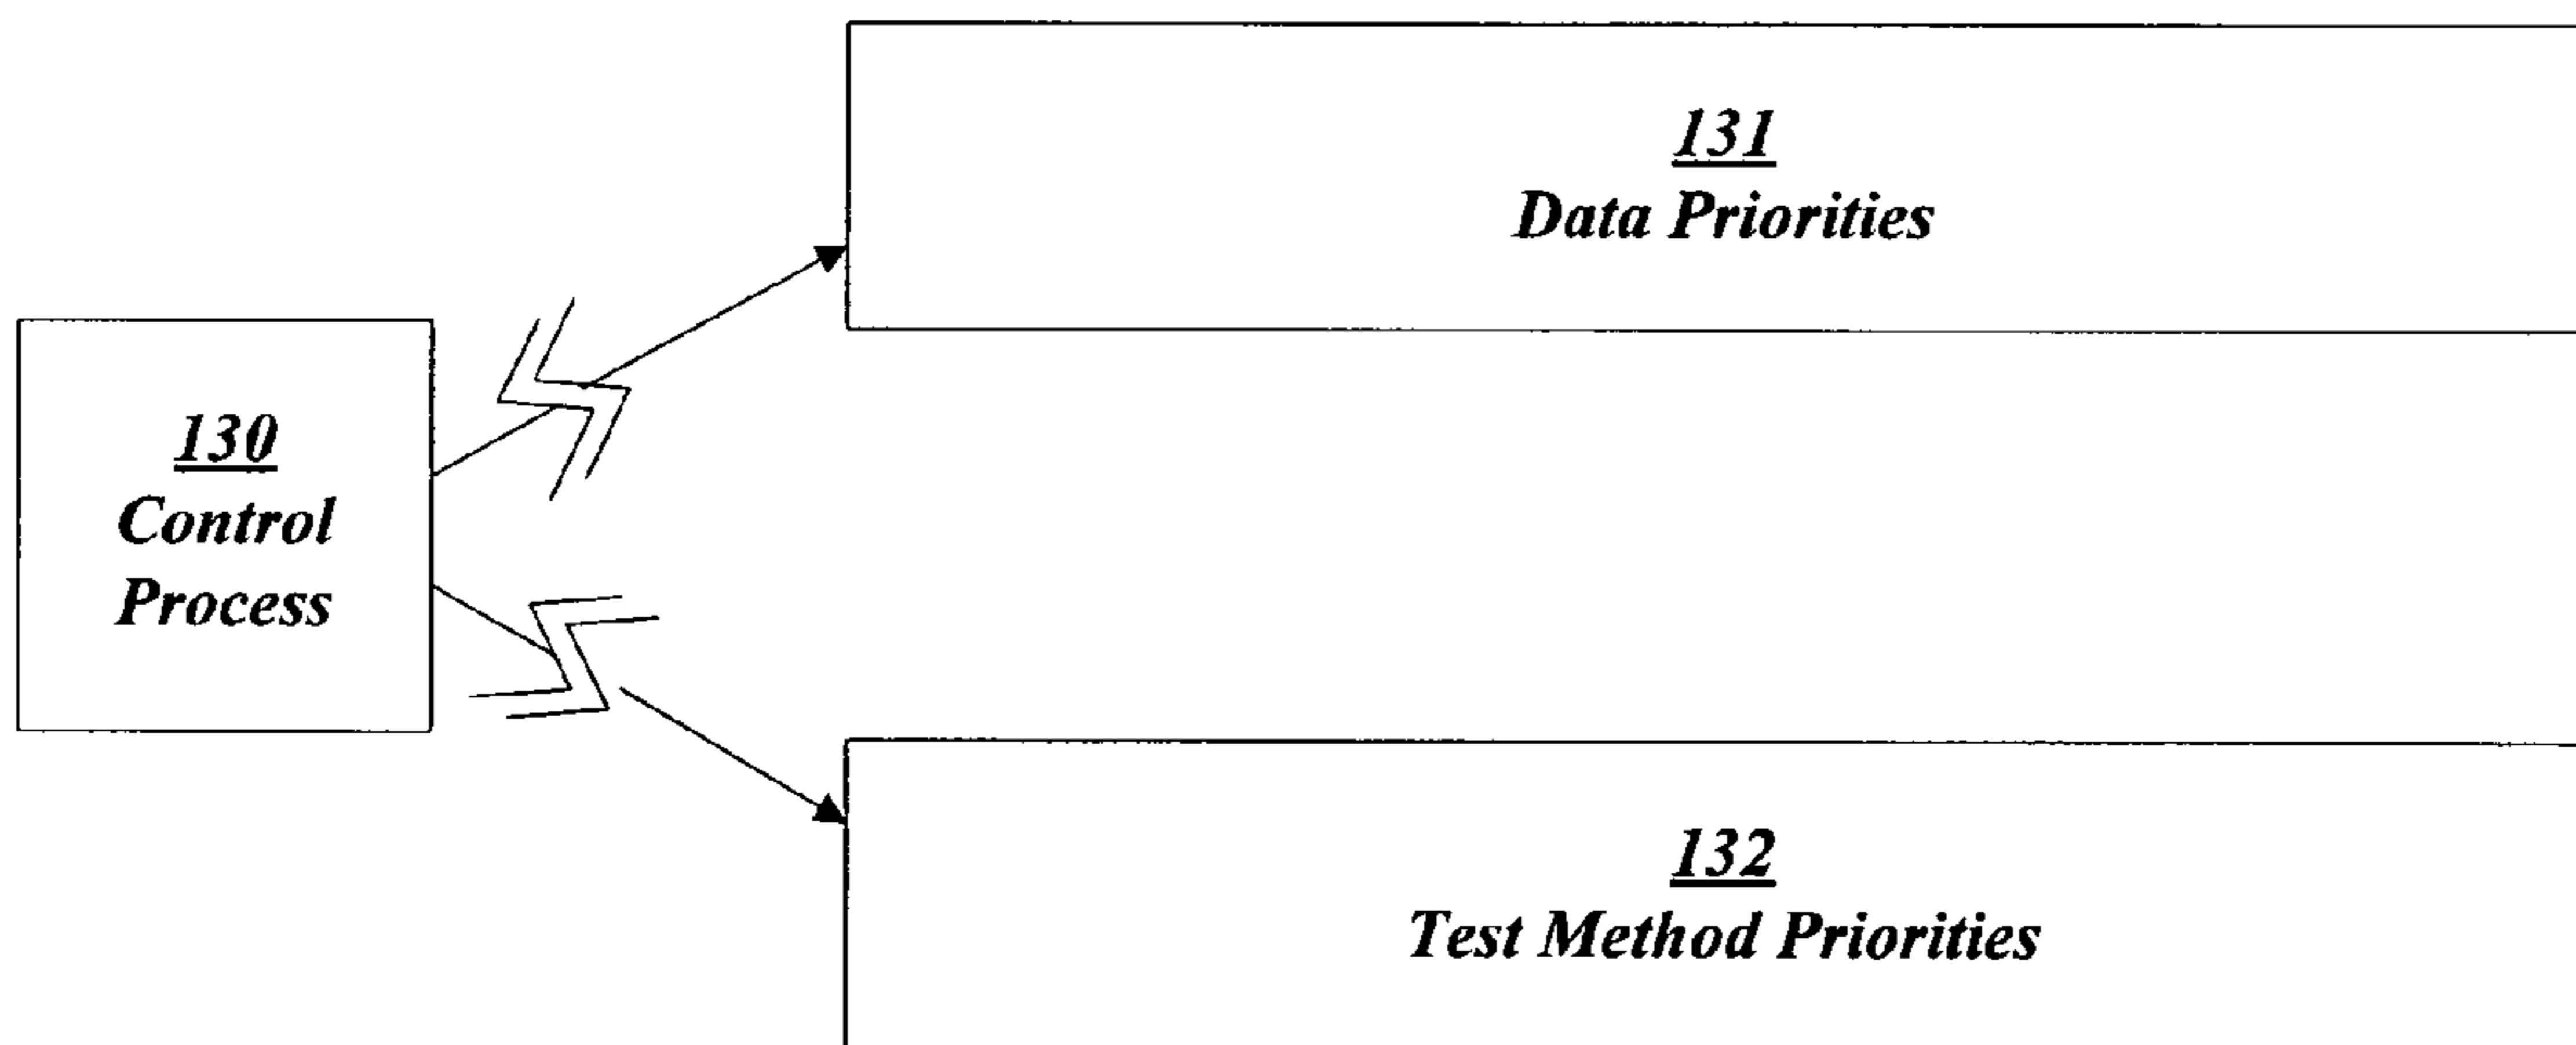 131
Data Priorities
130
Control
Process
132
Test Method Priorities